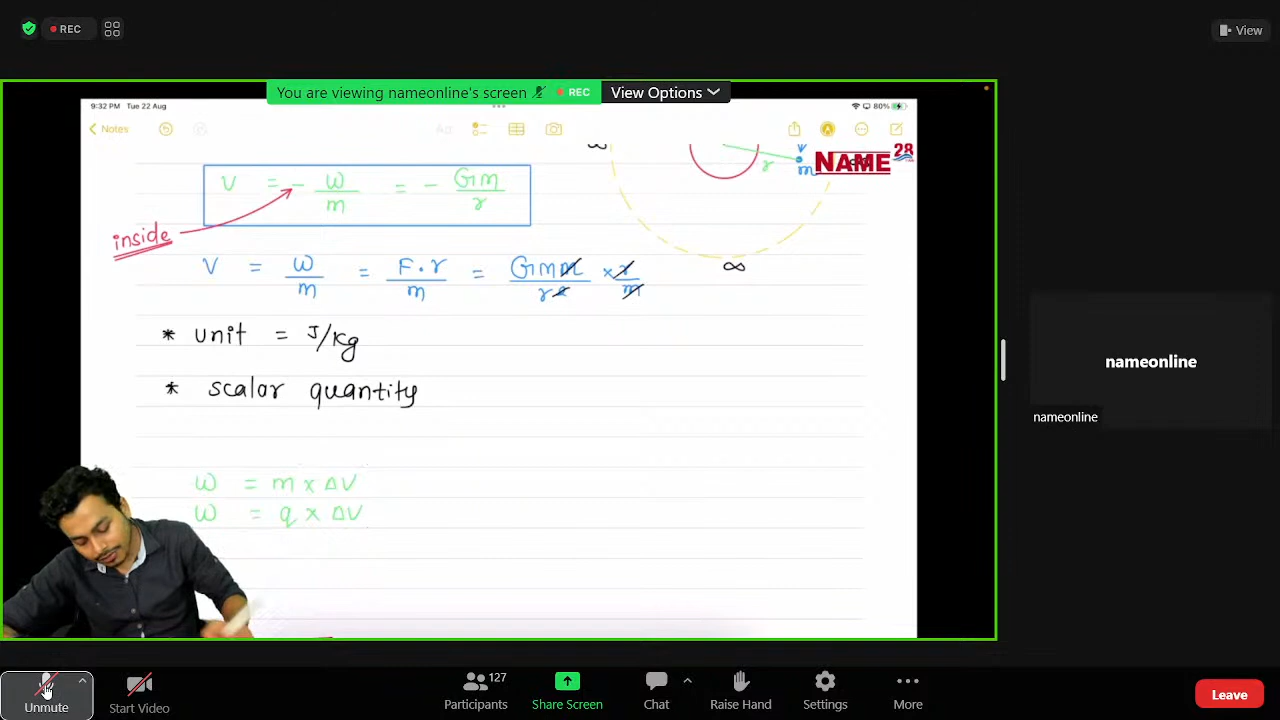 REC
View
You are viewing nameonline's screen REC View Options
9:32 PM Tue 22 Aug
80%
Notes
Aa
∞
r
m
NAME 28
V = - W/m = - Gm/r
inside
∞
V = W/m = F·r/m = Gmm/r² × r/m
* unit = J/Kg
* scalar quantity
W = m × ΔV
W = q × ΔV
nameonline
nameonline
Unmute
Start Video
127
Participants
Share Screen
Chat
Raise Hand
Settings
More
Leave